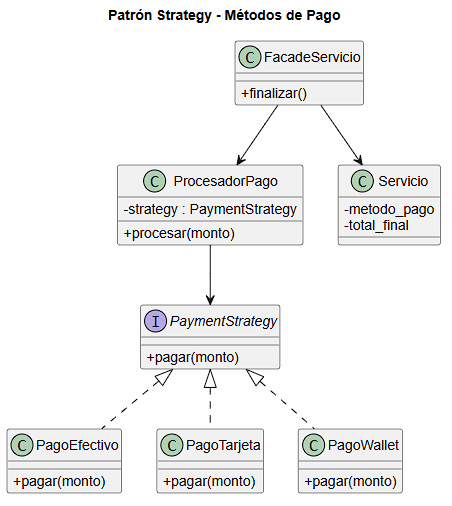 Patrón Strategy - Métodos de Pago
C FacadeServicio
+finalizar()
C ProcesadorPago
-strategy : PaymentStrategy
+procesar(monto)
C Servicio
-metodo_pago
-total_final
I PaymentStrategy
+pagar(monto)
C PagoEfectivo
+pagar(monto)
C PagoTarjeta
+pagar(monto)
C PagoWallet
+pagar(monto)